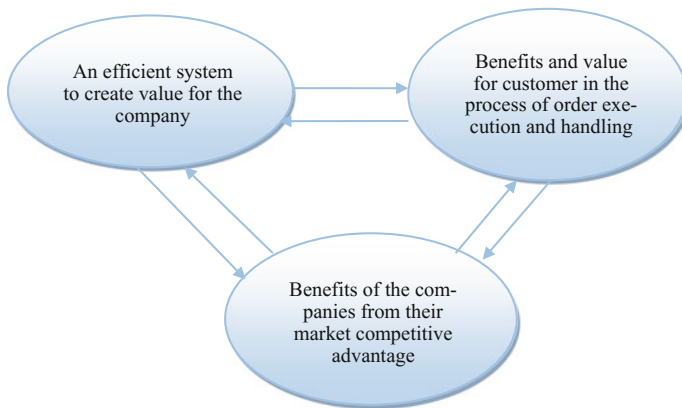 An efficient system
to create value for the
company
Benefits and value
for customer in the
process of order exe-
cution and handling
Benefits of the com-
panies from their
market competitive
advantage